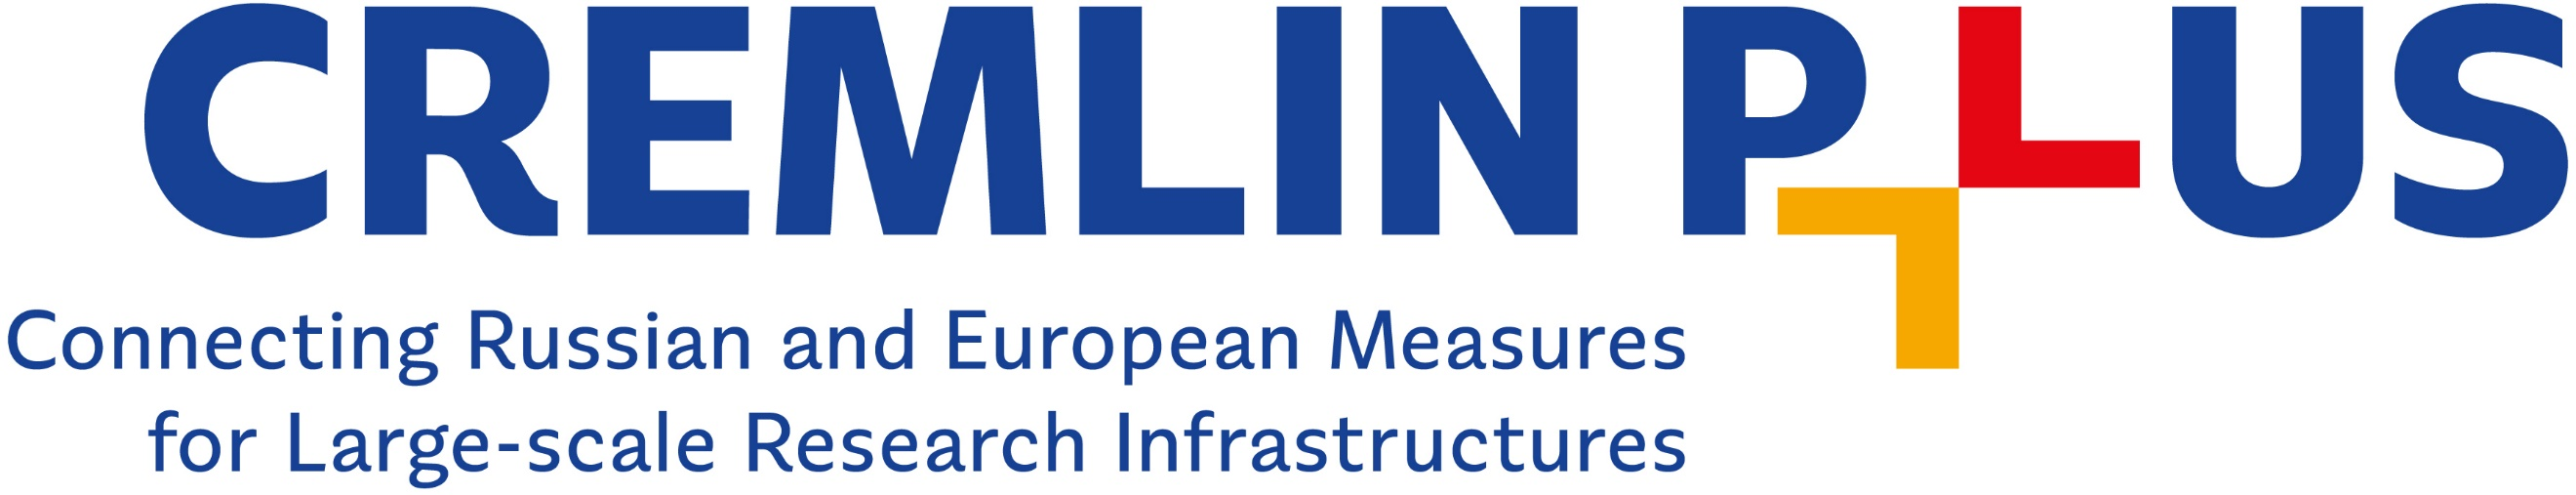 CREMLIN PLUS
Connecting Russian and European Measures
for Large-scale Research Infrastructures